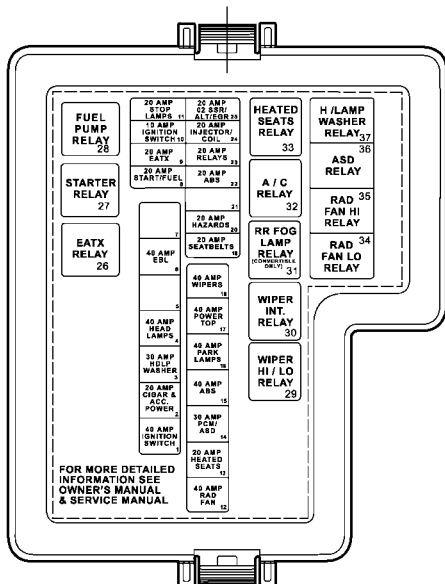 FUEL
PUMP
RELAY
28
STARTER
RELAY
27
EATX
RELAY
26
20 AMP
STOP
LAMPS 11
10 AMP
IGNITION
SWITCH 10
20 AMP
EATX 9
20 AMP
START/FUEL
8
20 AMP
02 SSR/
ALT/EGR 25
20 AMP
INJECTOR/
COIL 24
20 AMP
RELAYS
23
20 AMP
ABS
22
21
20 AMP
HAZARDS
20
20 AMP
SEATBELTS
19
7
40 AMP
EBL
6
5
40 AMP
HEAD
LAMPS
4
30 AMP
HDLP
WASHER
3
20 AMP
CIGAR &
ACC.
POWER
2
40 AMP
IGNITION
SWITCH
1
40 AMP
WIPERS
18
40 AMP
POWER
TOP
17
40 AMP
PARK
LAMPS
16
40 AMP
ABS
15
30 AMP
PCM/
ASD
14
20 AMP
HEATED
SEATS
13
40 AMP
RAD
FAN
12
HEATED
SEATS
RELAY
33
A / C
RELAY
32
RR FOG
LAMP
RELAY
[CONVERTIBLE
ONLY]
31
WIPER
INT.
RELAY
30
WIPER
HI / LO
RELAY
29
H /LAMP
WASHER
RELAY 37
36
ASD
RELAY
RAD 35
FAN HI
RELAY
RAD 34
FAN LO
RELAY
FOR MORE DETAILED
INFORMATION SEE
OWNER'S MANUAL
& SERVICE MANUAL